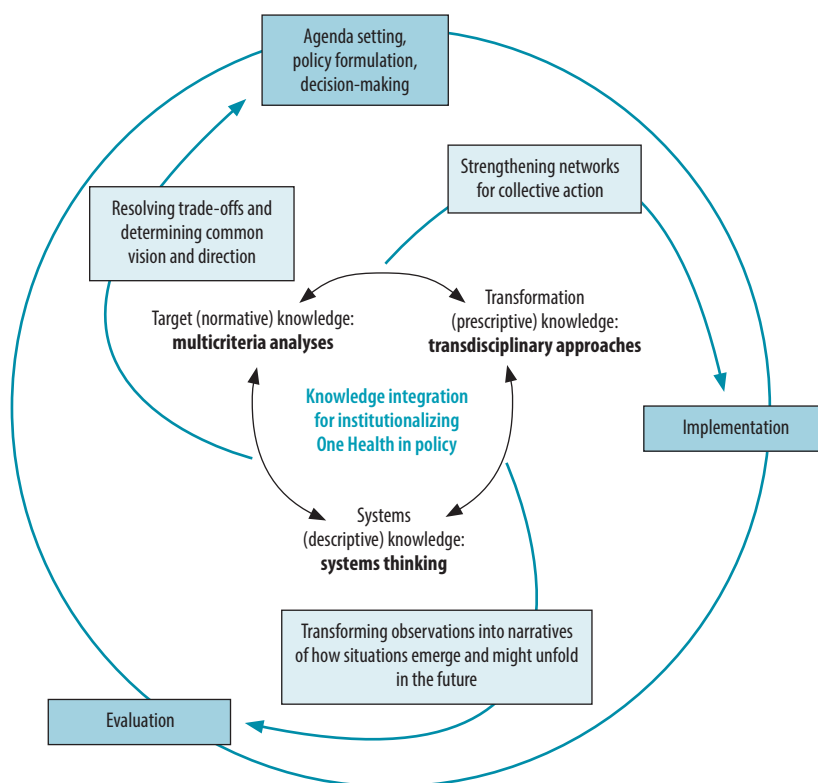 Agenda setting,
policy formulation,
decision-making
Strengthening networks
for collective action
Resolving trade-offs and
determining common
vision and direction
Target (normative) knowledge:
multicriteria analyses
Transformation
(prescriptive) knowledge:
transdisciplinary approaches
Knowledge integration
for institutionalizing
One Health in policy
Implementation
Systems
(descriptive) knowledge:
systems thinking
Transforming observations into narratives
of how situations emerge and might unfold
in the future
Evaluation